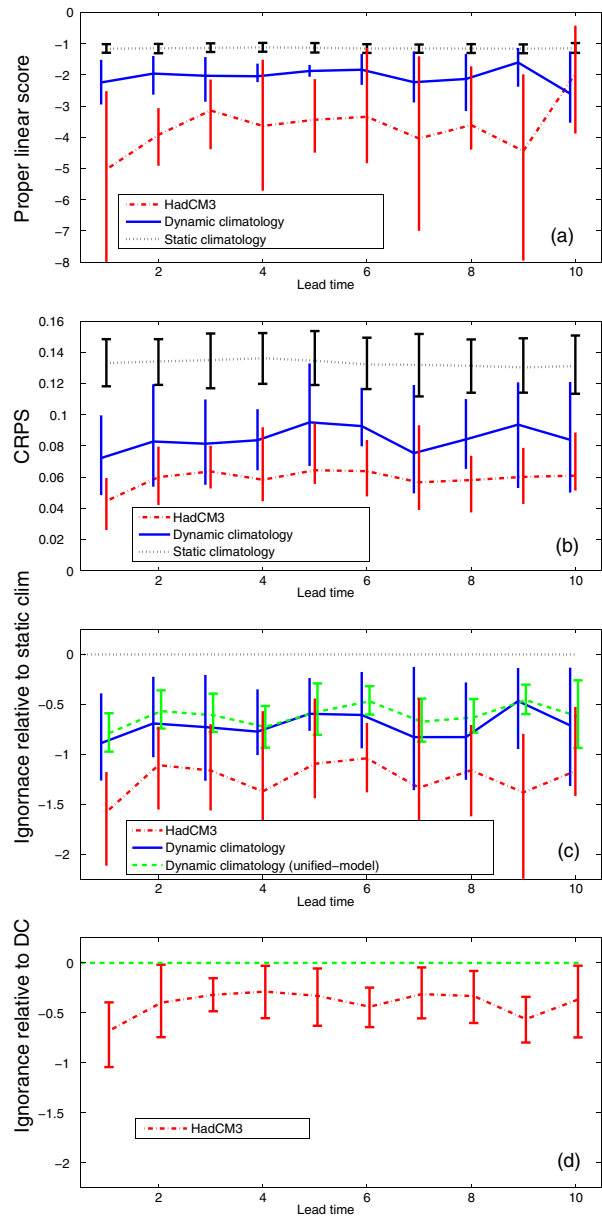 Proper linear score
0
−1
−2
−3
−4
−5
−6
−7
−8
HadCM3
Dynamic climatology
Static climatology
(a)
2
4
6
8
10
Lead time
CRPS
0.16
0.14
0.12
0.1
0.08
0.06
0.04
0.02
0
HadCM3
Dynamic climatology
Static climatology
(b)
2
4
6
8
10
Lead time
Ignornace relative to static clim
0
−0.5
−1
−1.5
−2
HadCM3
Dynamic climatology
Dynamic climatology (unified−model)
(c)
2
4
6
8
10
Lead time
Ignorance relative to DC
0
−0.5
−1
−1.5
−2
HadCM3
(d)
2
4
6
8
10
Lead time